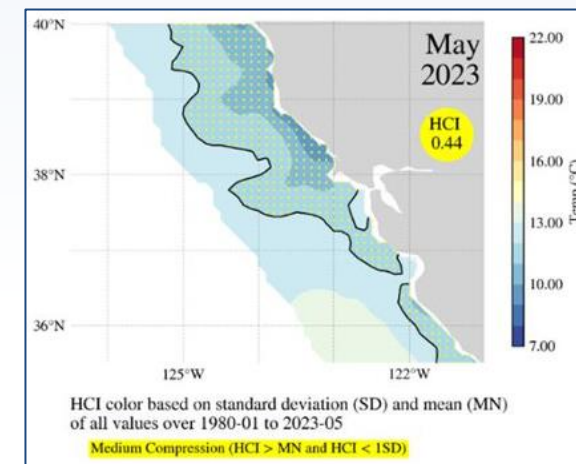 40°N
May
2023
HCI
0.44
38°N
36°N
125°W
122°W
22.00
19.00
16.00
13.00
10.00
7.00
Temp (°C)
HCI color based on standard deviation (SD) and mean (MN)
of all values over 1980-01 to 2023-05
Medium Compression (HCI > MN and HCI < 1SD)